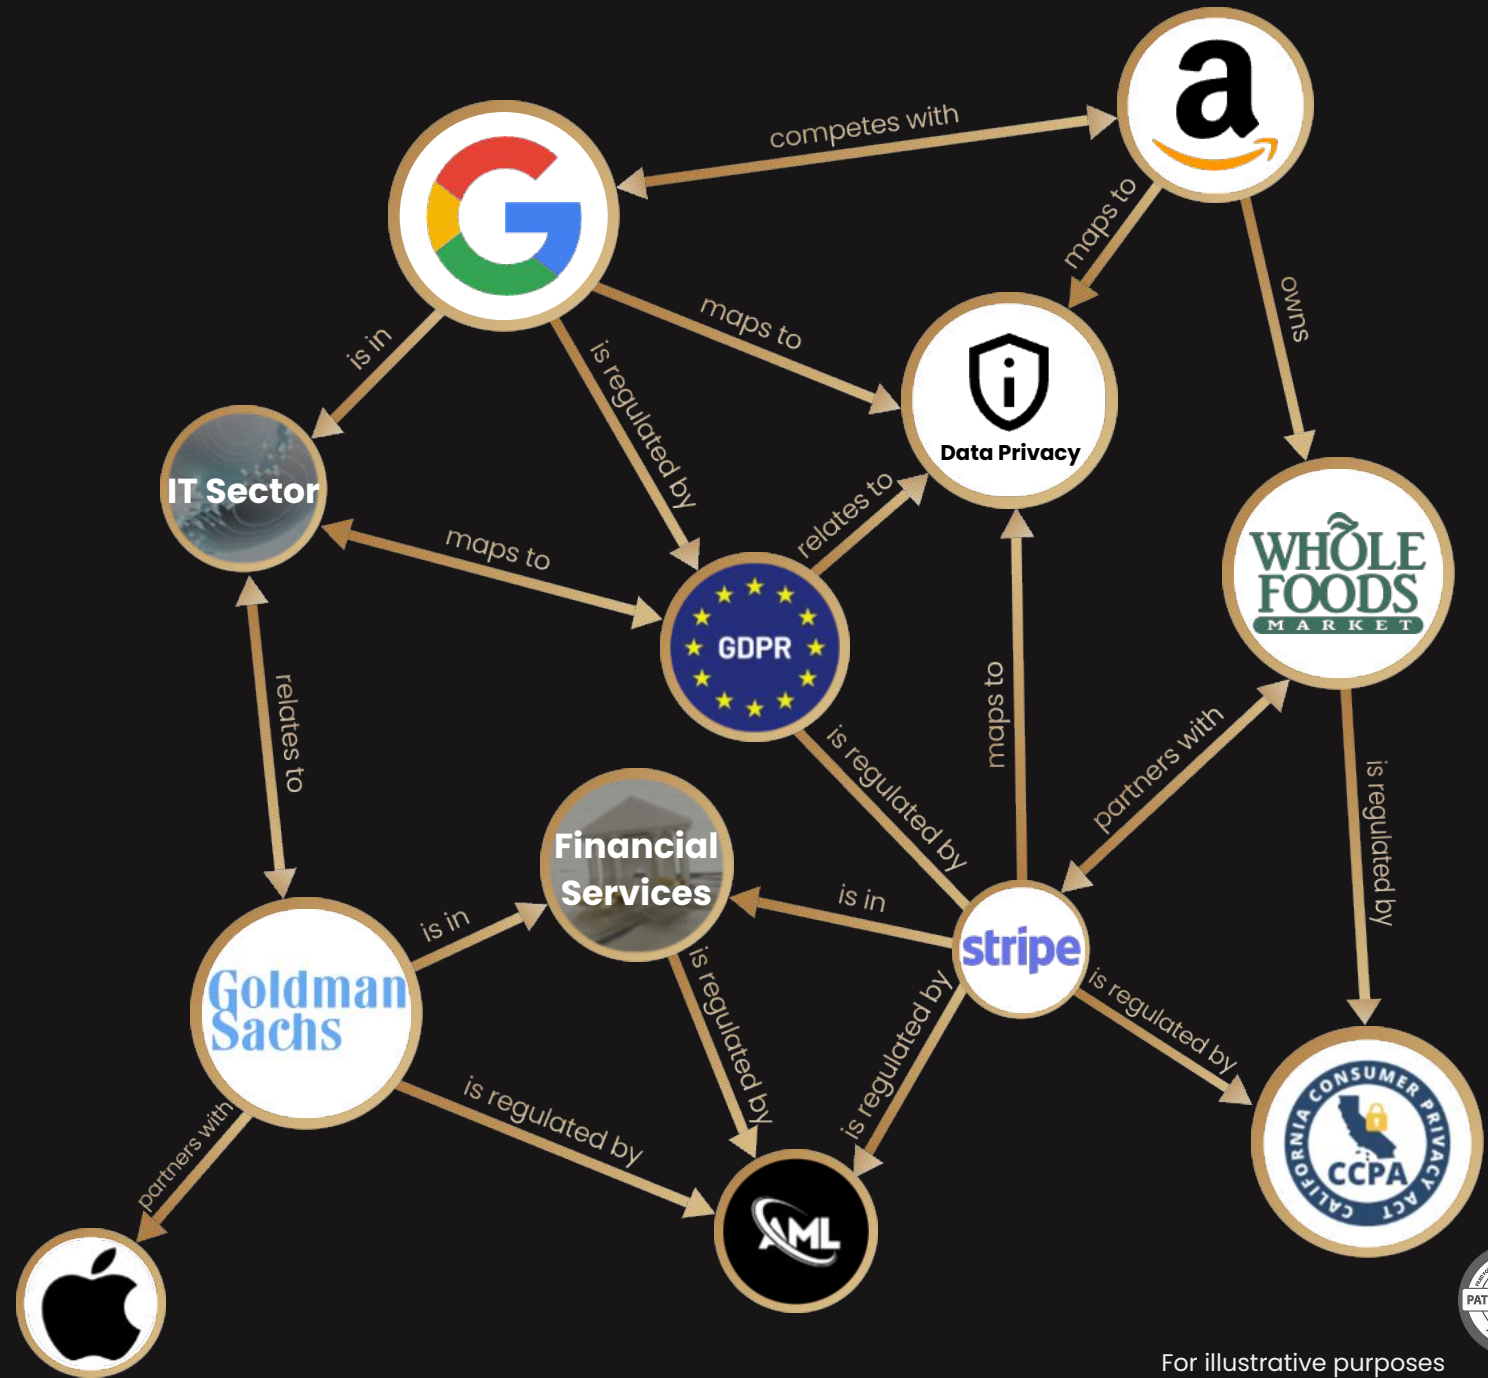 competes with
maps to
owns
maps to
is in
is regulated by
Data Privacy
IT Sector
relates to
maps to
WHOLE
FOODS
MARKET
GDPR
relates to
maps to
partners with
is regulated by
is regulated by
Financial
Services
is in
is in
stripe
Goldman
Sachs
is regulated by
is regulated by
is regulated by
is regulated by
partners with
CALIFORNIA CONSUMER PRIVACY ACT
CCPA
AML
PAT
For illustrative purposes